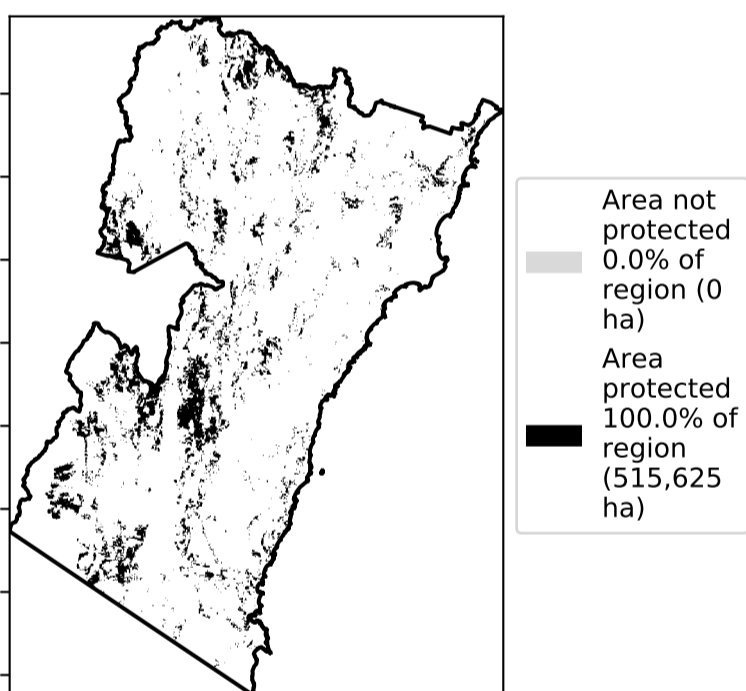 Area not
protected
0.0% of
region (0
ha)
Area
protected
100.0% of
region
(515,625
ha)